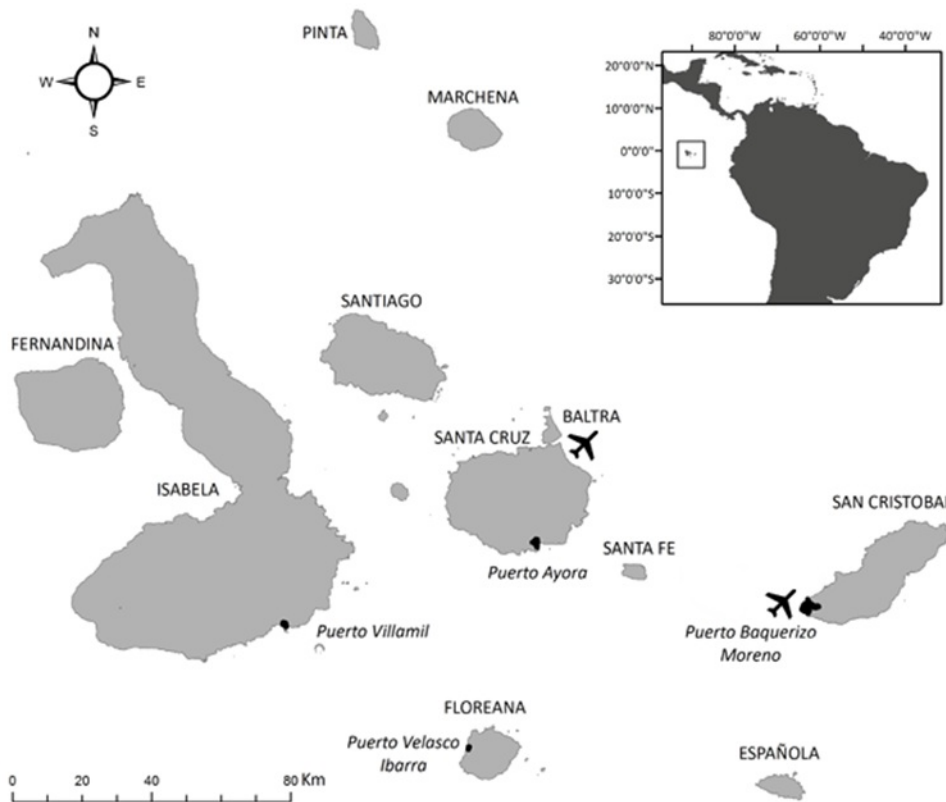 PINTA
N
W E
S
MARCHENA
80°0'0"W 60°0'0"W 40°0'0"W
20°0'0"N
10°0'0"N
0°0'0"
10°0'0"S
20°0'0"S
30°0'0"S
SANTIAGO
FERNANDINA
BALTRA
SANTA CRUZ
ISABELA
SAN CRISTOBAL
SANTA FE
Puerto Ayora
Puerto Villamil
Puerto Baquerizo
Moreno
FLOREANA
Puerto Velasco
Ibarra
ESPAÑOLA
0 20 40 80 Km